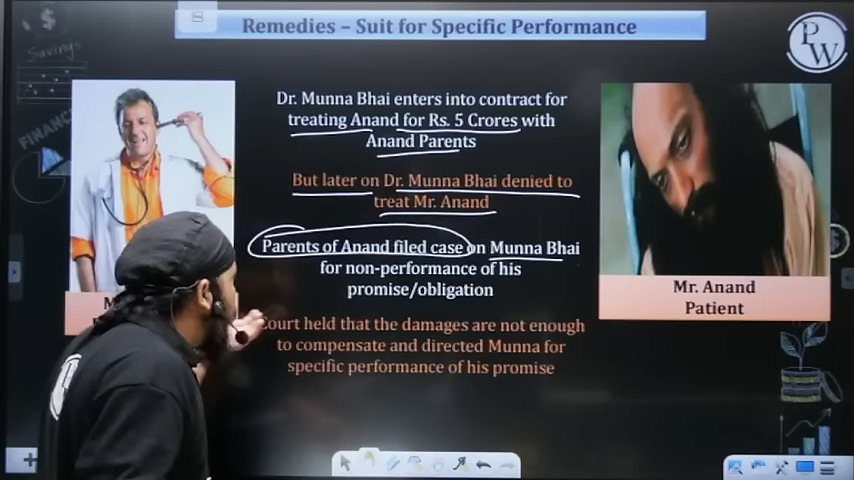 Remedies – Suit for Specific Performance
PW
Savings
FINANC
Dr. Munna Bhai enters into contract for
treating Anand for Rs. 5 Crores with
Anand Parents
But later on Dr. Munna Bhai denied to
treat Mr. Anand
Parents of Anand filed case on Munna Bhai
for non-performance of his
promise/obligation
Court held that the damages are not enough
to compensate and directed Munna for
specific performance of his promise
Mr. Anand
Patient